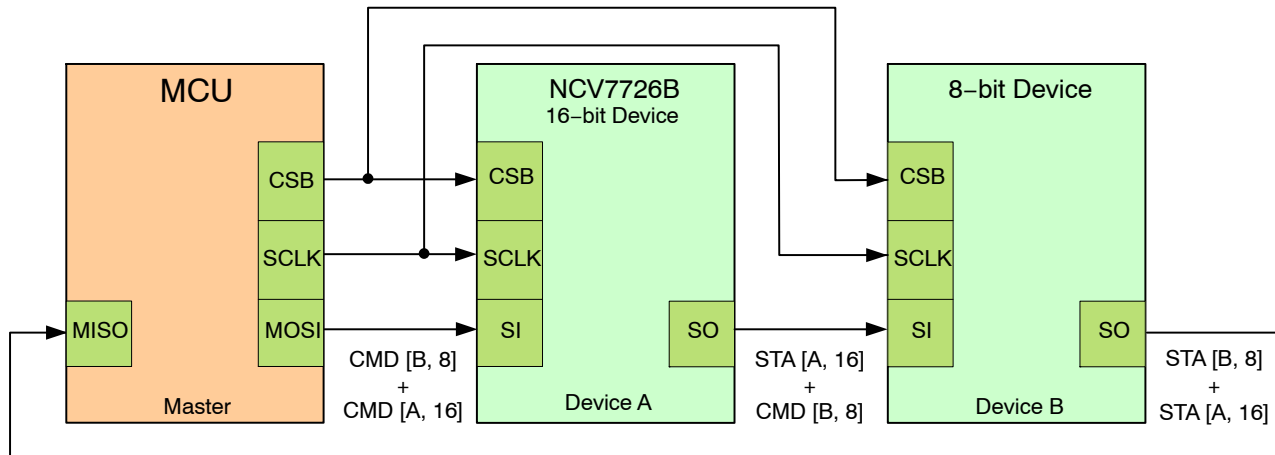 MCU
CSB
SCLK
MOSI
MISO
Master
CMD [B, 8]
+
CMD [A, 16]
NCV7726B
16−bit Device
CSB
SCLK
SI
SO
Device A
STA [A, 16]
+
CMD [B, 8]
8−bit Device
CSB
SCLK
SI
SO
Device B
STA [B, 8]
+
STA [A, 16]